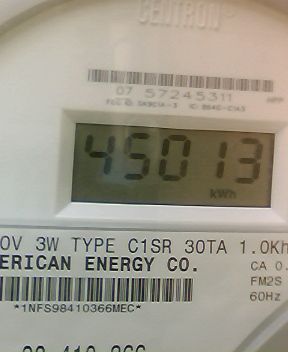 CENTRON
07 57245311
45013
kWh
0V 3W TYPE C1SR 30TA 1.0Kh
ERICAN ENERGY CO.
CA 0.
FM2S
60Hz
*1NFS98410366MEC*